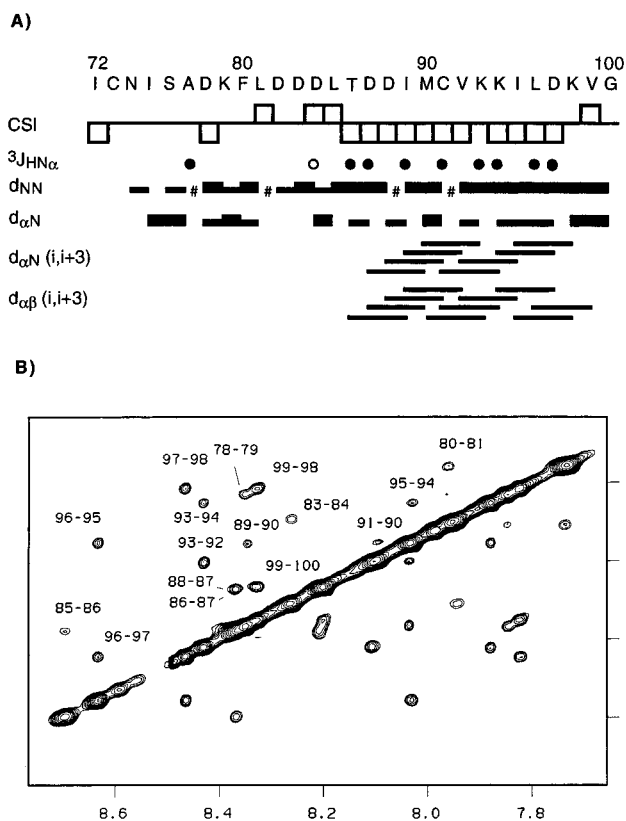 A)
72 80 90 100
I C N I S A D K F L D D D L T D D I M C V K K I L D K V G
CSI
³JHNα
dNN # # # #
dαN
dαN (i,i+3)
dαβ (i,i+3)
B)
80-81
78-79
97-98 99-98
95-94
83-84
96-95 93-94
89-90 91-90
93-92
99-100
88-87
86-87
85-86
96-97
8.6 8.4 8.2 8.0 7.8